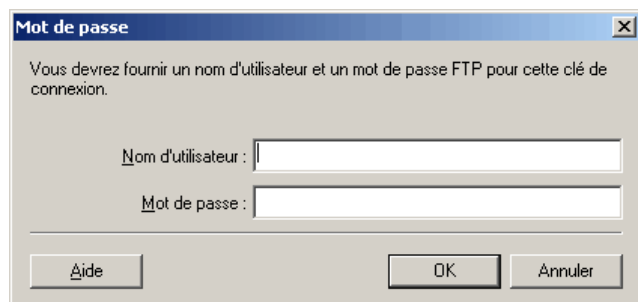 Mot de passe
Vous devrez fournir un nom d'utilisateur et un mot de passe FTP pour cette clé de
connexion.
Nom d'utilisateur :
Mot de passe :
Aide OK Annuler